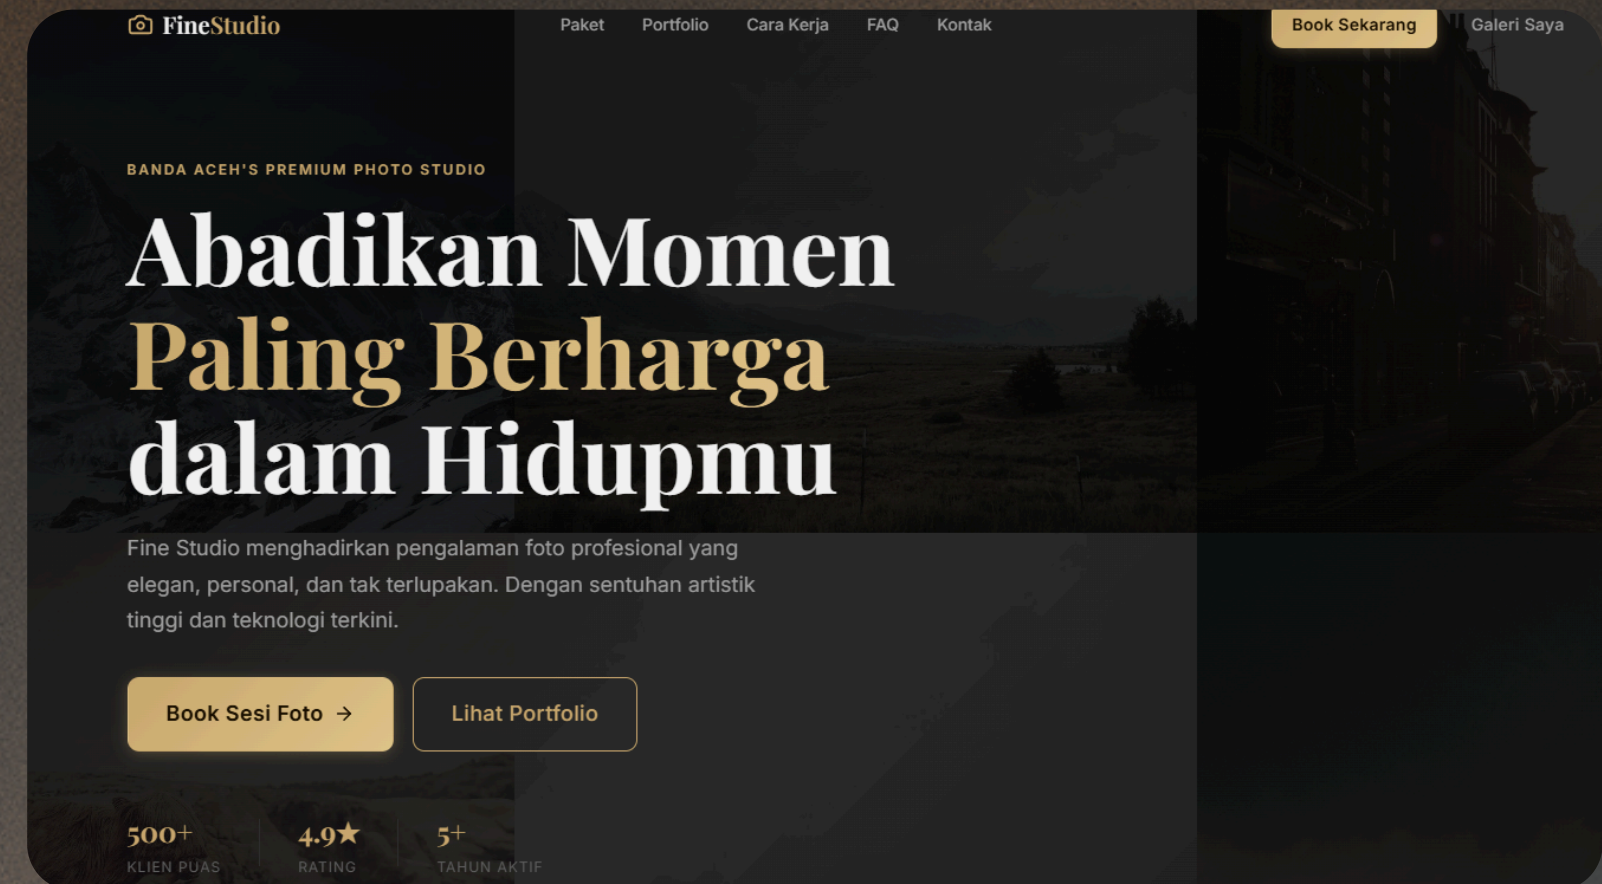 FineStudio
Paket Portfolio Cara Kerja FAQ Kontak
Book Sekarang
Galeri Saya
BANDA ACEH'S PREMIUM PHOTO STUDIO
Abadikan Momen
Paling Berharga
dalam Hidupmu
Fine Studio menghadirkan pengalaman foto profesional yang
elegan, personal, dan tak terlupakan. Dengan sentuhan artistik
tinggi dan teknologi terkini.
Book Sesi Foto →
Lihat Portfolio
500+
KLIEN PUAS
4.9★
RATING
5+
TAHUN AKTIF